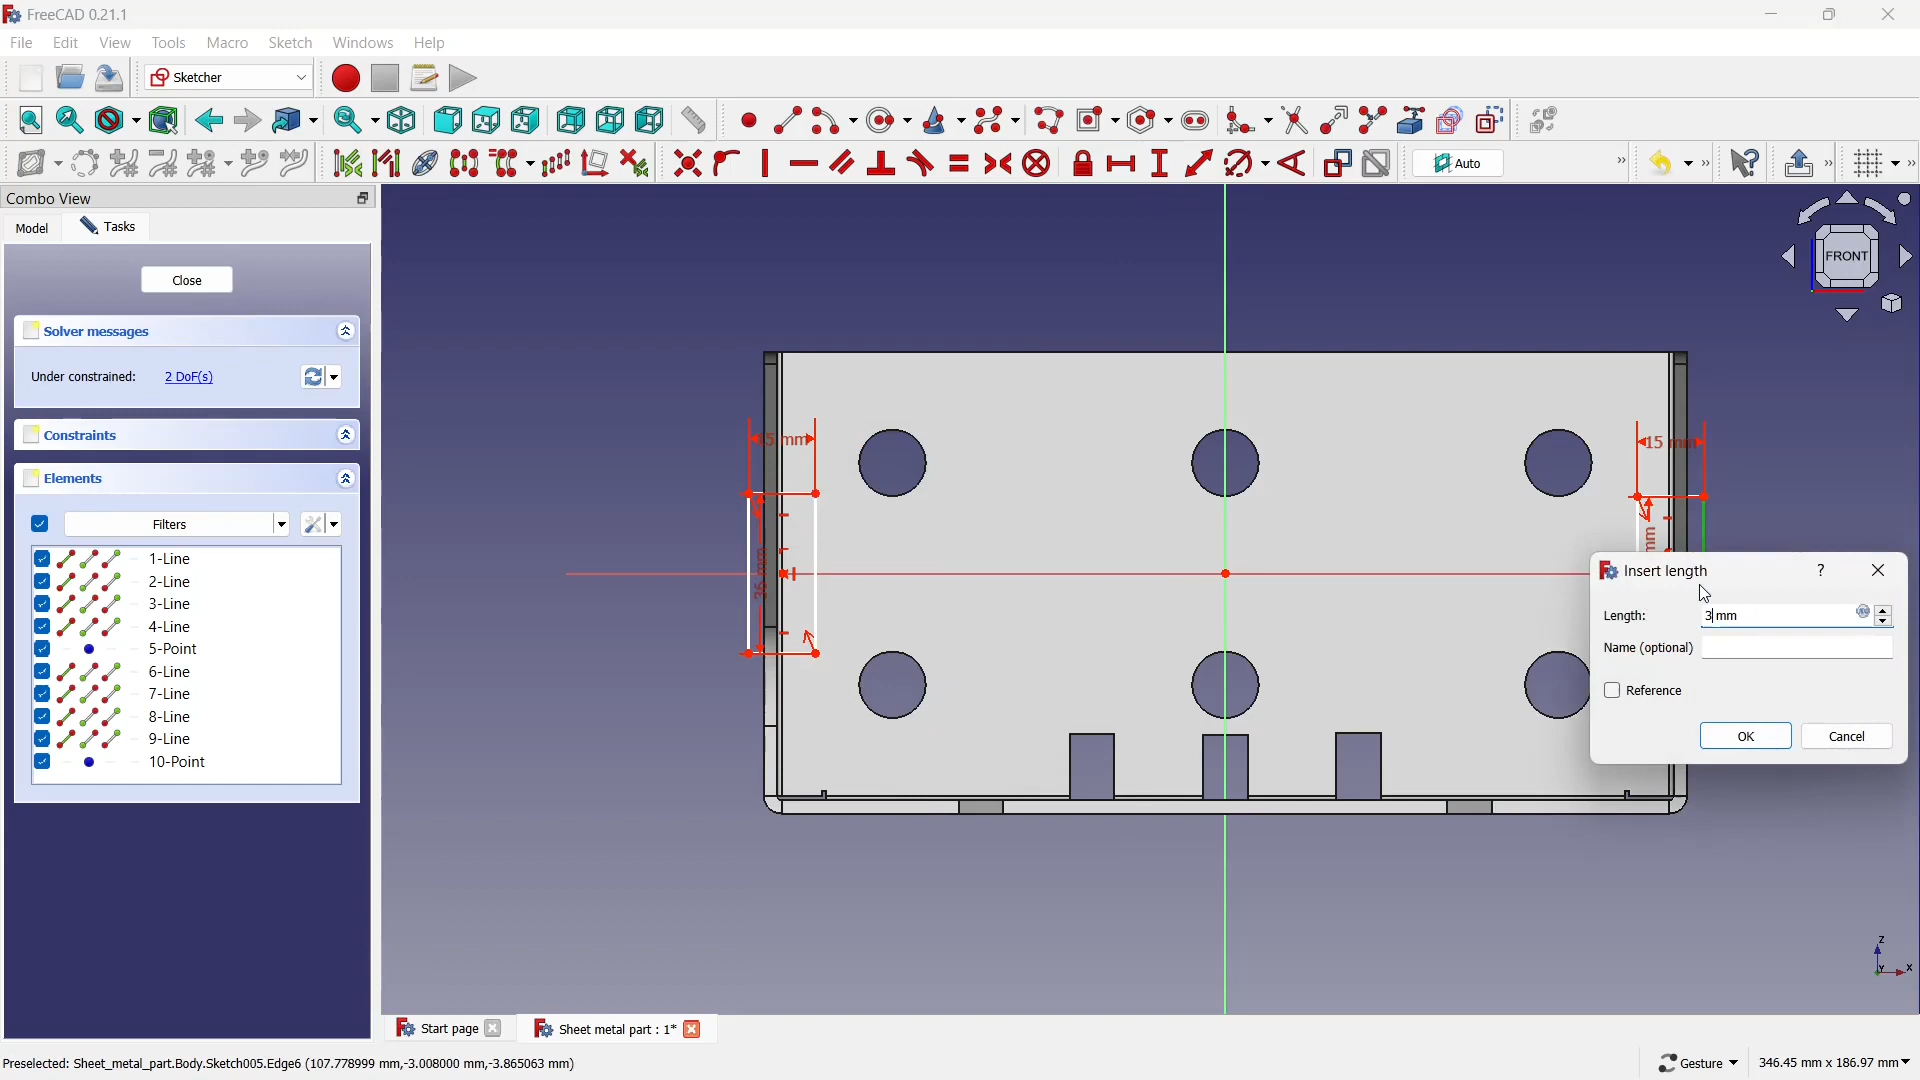 FreeCAD 0.21.1
File Edit View Tools Macro Sketch Windows Help
Sketcher
Auto
Combo View
Model Tasks
Close
Solver messages
Under constrained: 2 DoF(s)
Constraints
Elements
Filters
1-Line
2-Line
3-Line
4-Line
5-Point
6-Line
7-Line
8-Line
9-Line
10-Point
FRONT
5 mm
15 mm
36 mm
mm
Insert length ?
Length: 3 mm
Name (optional)
Reference
OK Cancel
Z
Y X
Start page Sheet metal part : 1*
Preselected: Sheet_metal_part.Body.Sketch005.Edge6 (107.778999 mm,-3.008000 mm,-3.865063 mm)
Gesture 346.45 mm x 186.97 mm